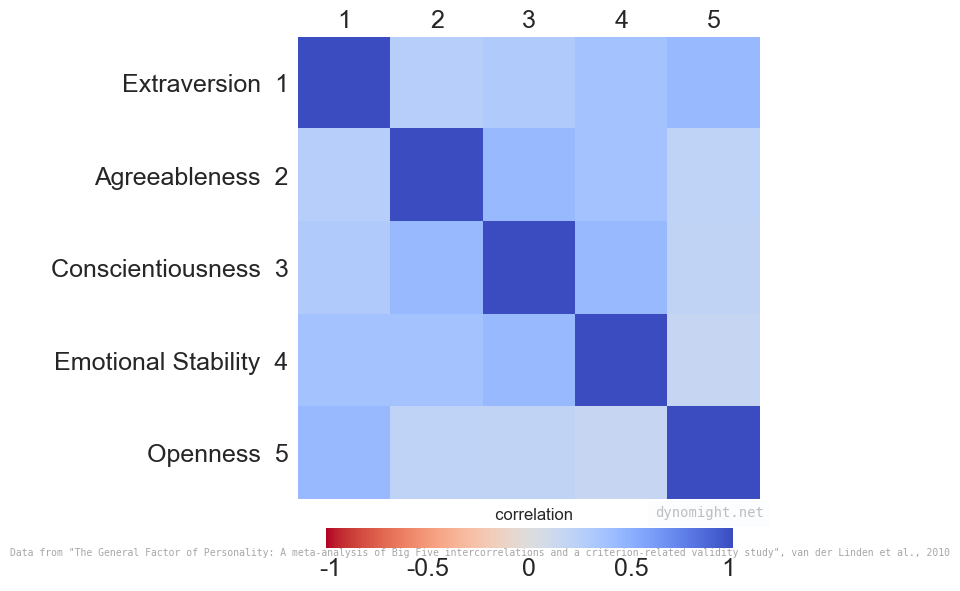 1 2 3 4 5
Extraversion 1
Agreeableness 2
Conscientiousness 3
Emotional Stability 4
Openness 5
correlation
dynomight.net
Data from "The General Factor of Personality: A meta-analysis of Big Five intercorrelations and a criterion-related validity study", van der Linden et al., 2010
-1 -0.5 0 0.5 1